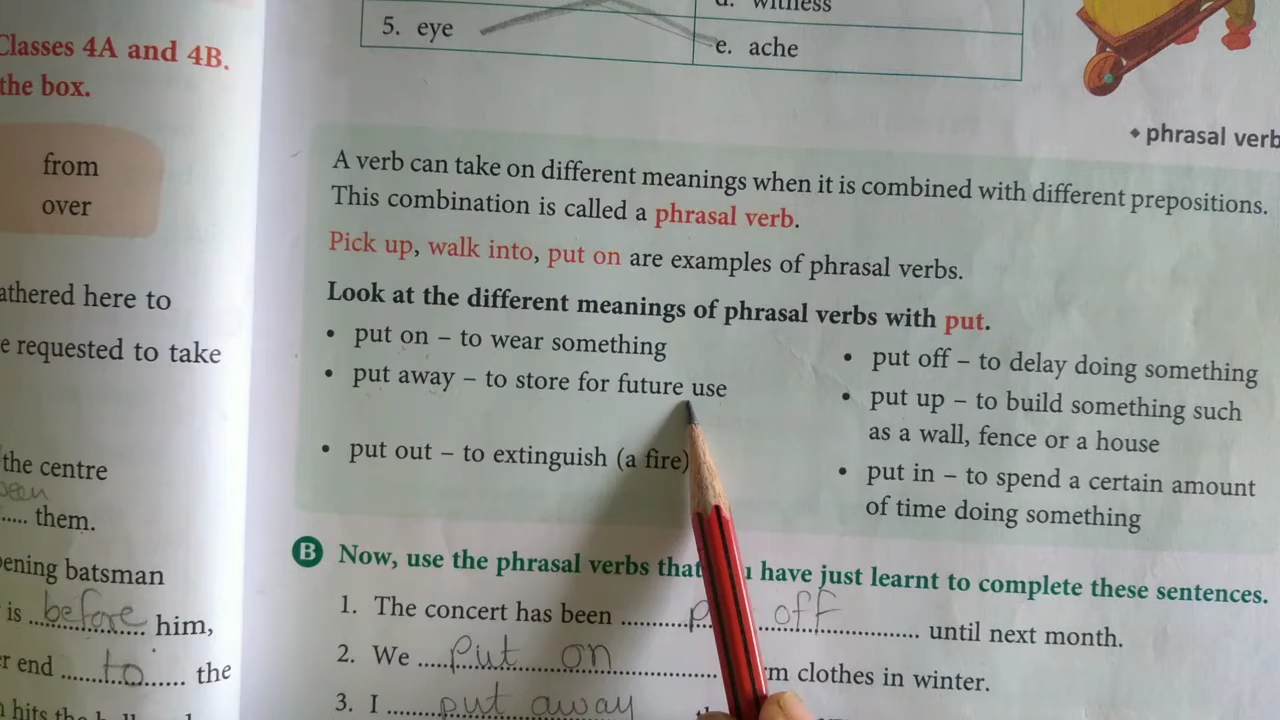 Classes 4A and 4B.
the box.
from
over
athered here to
e requested to take
the centre
been
..... them.
ening batsman
is before him,
r end to the
5. eye
d. witness
e. ache
phrasal verb
A verb can take on different meanings when it is combined with different prepositions.
This combination is called a phrasal verb.
Pick up, walk into, put on are examples of phrasal verbs.
Look at the different meanings of phrasal verbs with put.
• put on – to wear something
• put away – to store for future use
• put out – to extinguish (a fire)
• put off – to delay doing something
• put up – to build something such
as a wall, fence or a house
• put in – to spend a certain amount
of time doing something
B Now, use the phrasal verbs that have just learnt to complete these sentences.
1. The concert has been off until next month.
2. We put on m clothes in winter.
3. I put away